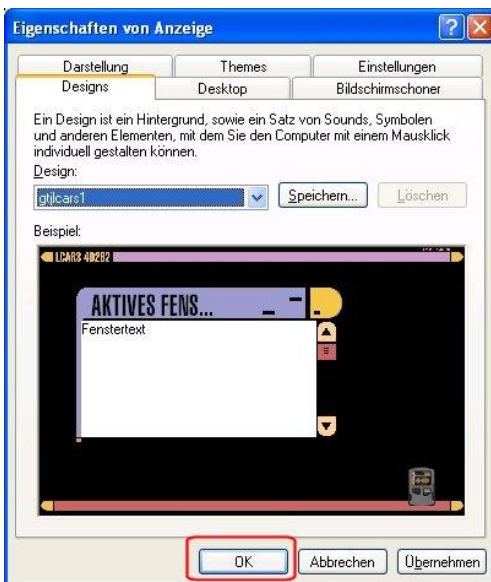 Eigenschaften von Anzeige
Darstellung Themes Einstellungen
Designs Desktop Bildschirmschoner
Ein Design ist ein Hintergrund, sowie ein Satz von Sounds, Symbolen
und anderen Elementen, mit dem Sie den Computer mit einem Mausklick
individuell gestalten können.
Design:
gtjlcars1 Speichern... Löschen
Beispiel:
LCARS 40282
AKTIVES FENS...
Fenstertext
OK Abbrechen Übernehmen